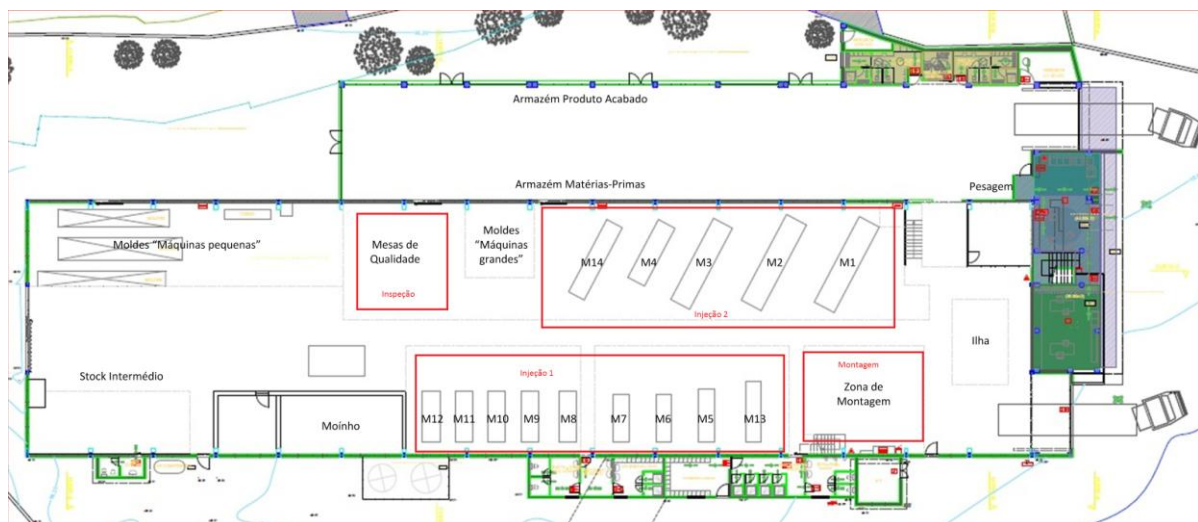 Armazém Produto Acabado
Armazém Matérias-Primas
Pesagem
Moldes “Máquinas pequenas”
Mesas de
Qualidade
Inspeção
Moldes
“Máquinas
grandes”
M14
M4
M3
M2
M1
Injeção 2
Ilha
Stock Intermédio
Moínho
Injeção 1
M12
M11
M10
M9
M8
M7
M6
M5
M13
Montagem
Zona de
Montagem